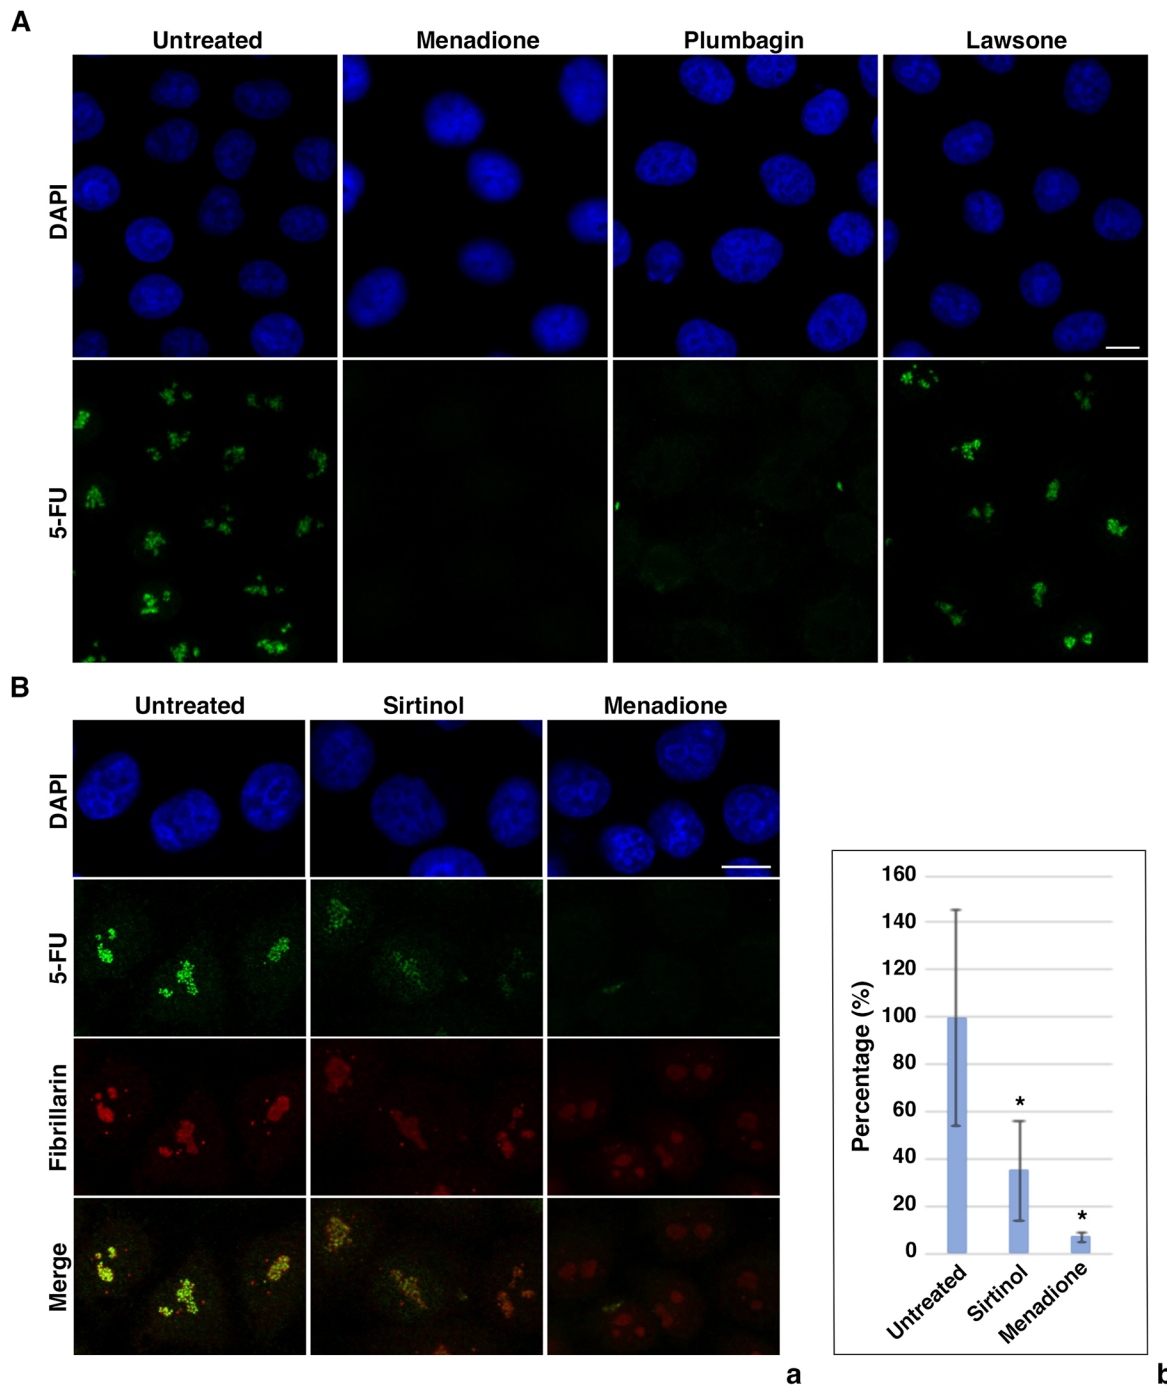 A
Untreated Menadione Plumbagin Lawsone
DAPI
5-FU
B
Untreated Sirtinol Menadione
DAPI
5-FU
Fibrillarin
Merge
160
140
120
100
80
60
40
20
0
Percentage (%)
*
*
Untreated
Sirtinol
Menadione
a
b